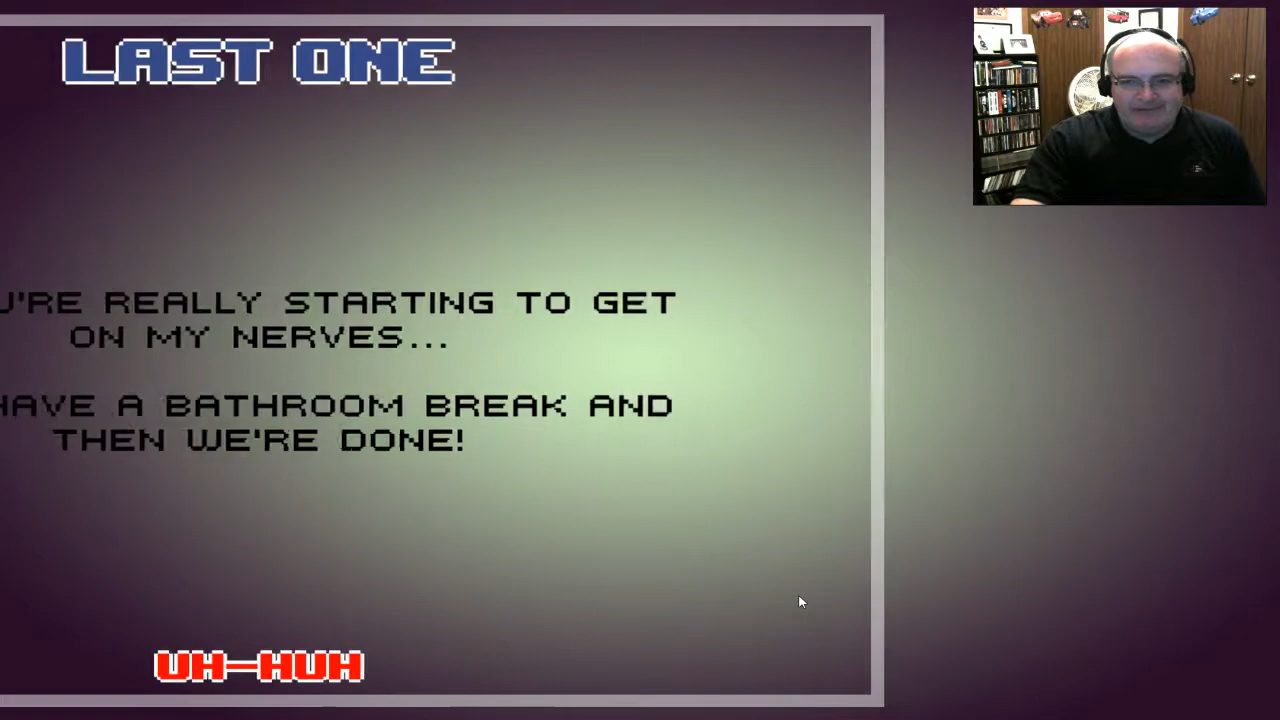 LAST ONE
U'RE REALLY STARTING TO GET
ON MY NERVES...
HAVE A BATHROOM BREAK AND
THEN WE'RE DONE!
UH-HUH